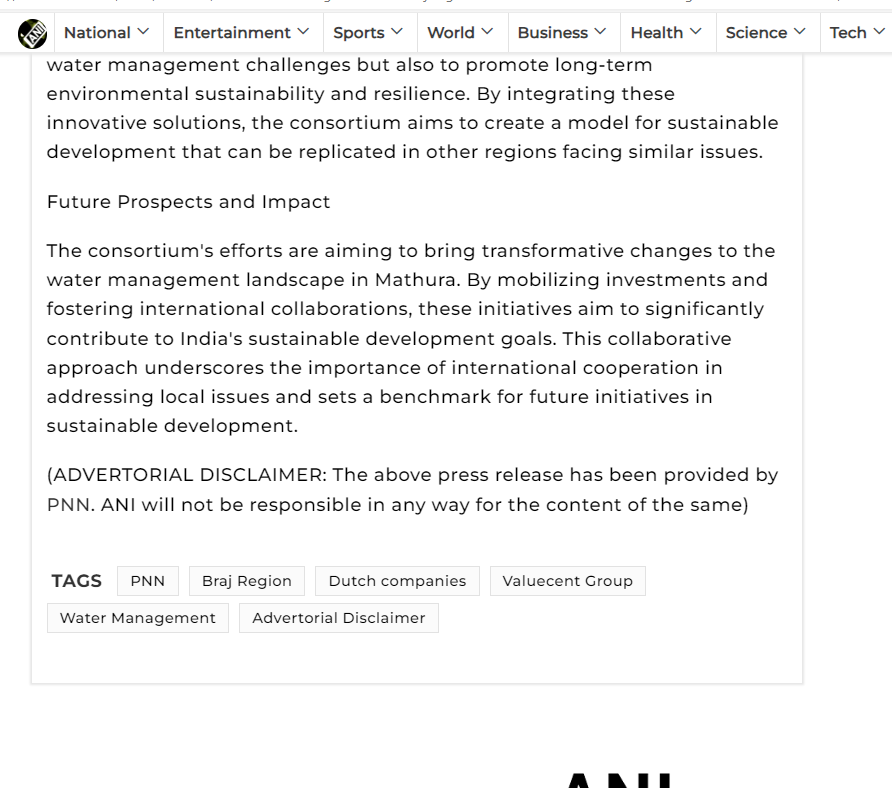 ANI National Entertainment Sports World Business Health Science Tech
water management challenges but also to promote long-term
environmental sustainability and resilience. By integrating these
innovative solutions, the consortium aims to create a model for sustainable
development that can be replicated in other regions facing similar issues.
Future Prospects and Impact
The consortium's efforts are aiming to bring transformative changes to the
water management landscape in Mathura. By mobilizing investments and
fostering international collaborations, these initiatives aim to significantly
contribute to India's sustainable development goals. This collaborative
approach underscores the importance of international cooperation in
addressing local issues and sets a benchmark for future initiatives in
sustainable development.
(ADVERTORIAL DISCLAIMER: The above press release has been provided by
PNN. ANI will not be responsible in any way for the content of the same)
TAGS PNN Braj Region Dutch companies Valuecent Group
Water Management Advertorial Disclaimer
ANI